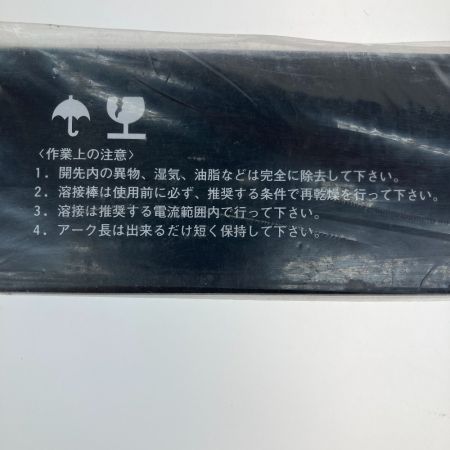 〈作業上の注意〉
1．開先内の異物、湿気、油脂などは完全に除去して下さい。
2．溶接棒は使用前に必ず、推奨する条件で再乾燥を行って下さい。
3．溶接は推奨する電流範囲内で行って下さい。
4．アーク長は出来るだけ短く保持して下さい。